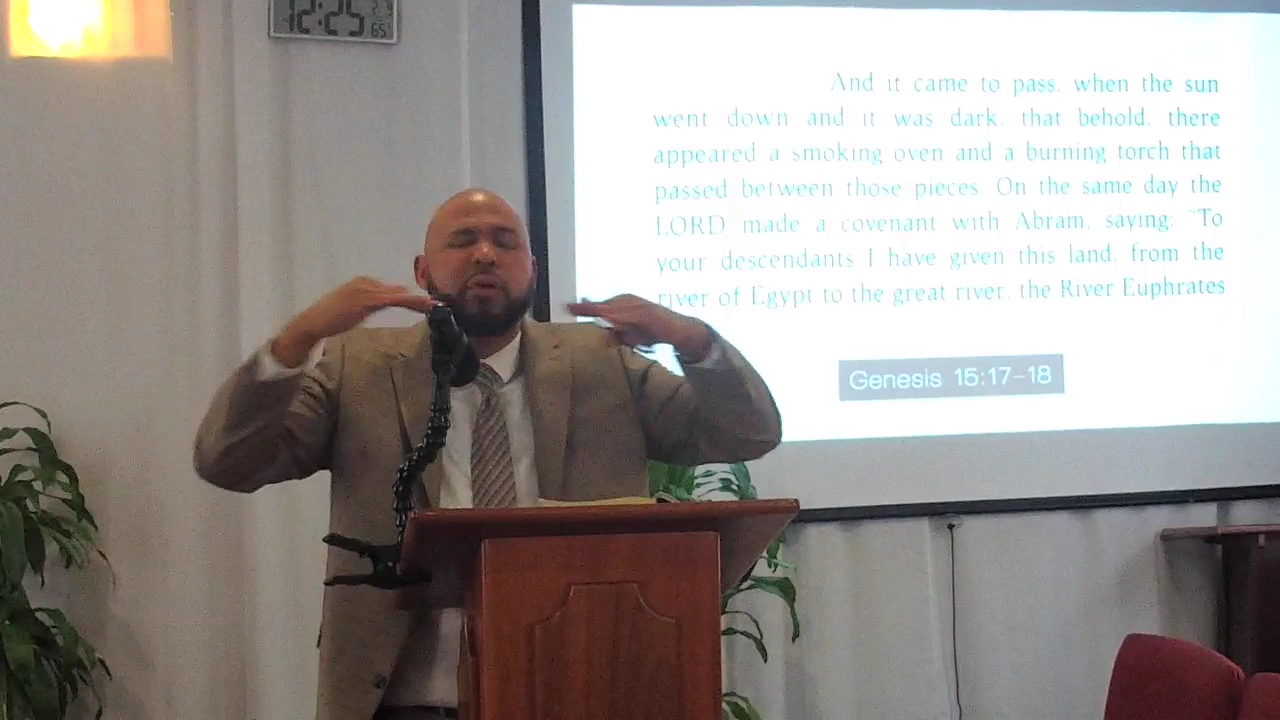 12:25
65°
And it came to pass, when the sun
went down and it was dark, that behold, there
appeared a smoking oven and a burning torch that
passed between those pieces. On the same day the
LORD made a covenant with Abram, saying: "To
your descendants I have given this land, from the
river of Egypt to the great river, the River Euphrates
Genesis 15:17–18